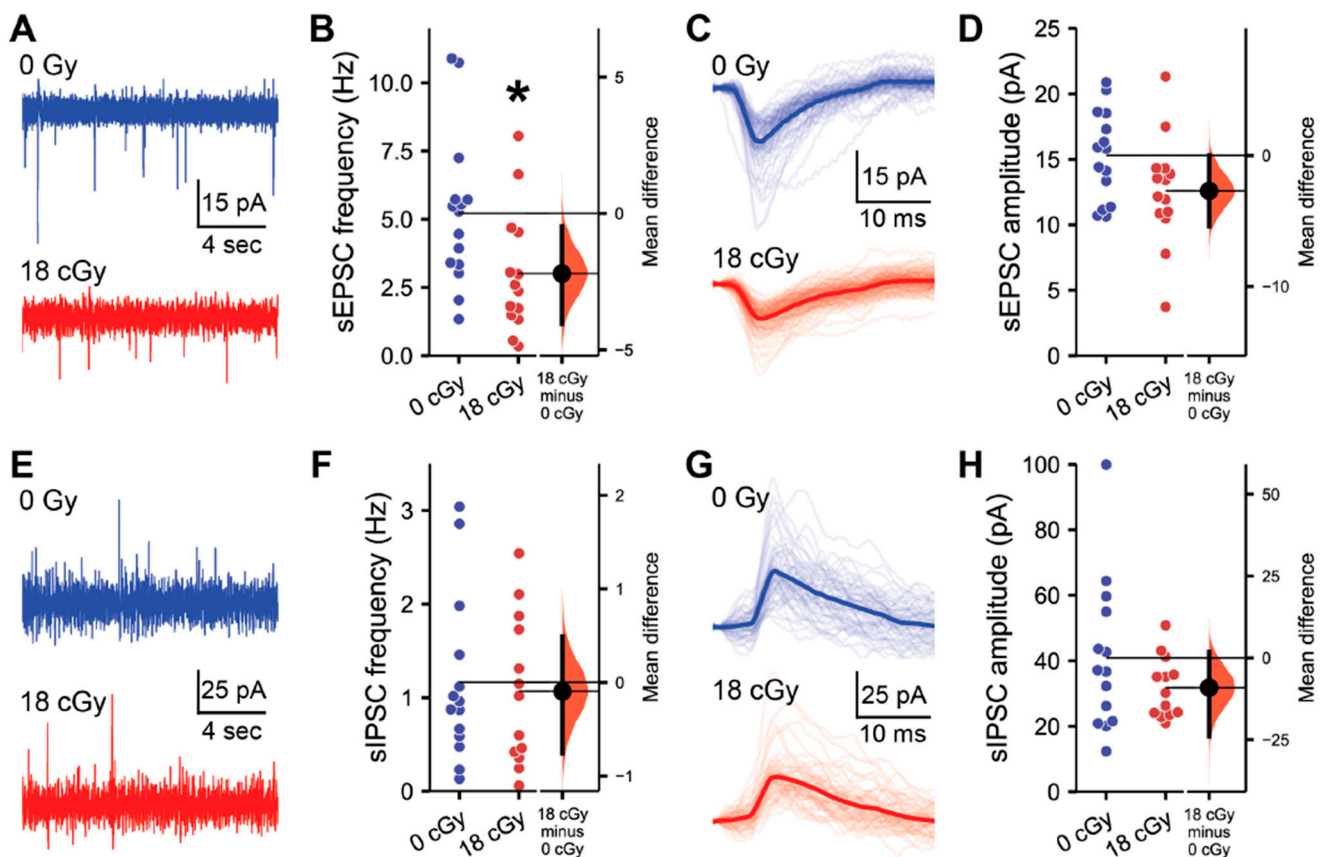 A
0 Gy
15 pA
4 sec
18 cGy
B
sEPSC frequency (Hz)
10.0
7.5
5.0
2.5
0.0
*
5
0
−5
Mean difference
0 cGy
18 cGy
18 cGy
minus
0 cGy
C
0 Gy
15 pA
10 ms
18 cGy
D
sEPSC amplitude (pA)
25
20
15
10
5
0
0
−10
Mean difference
0 cGy
18 cGy
18 cGy
minus
0 cGy
E
0 Gy
18 cGy
25 pA
4 sec
F
sIPSC frequency (Hz)
3
2
1
0
2
1
0
−1
Mean difference
0 cGy
18 cGy
18 cGy
minus
0 cGy
G
0 Gy
18 cGy
25 pA
10 ms
H
sIPSC amplitude (pA)
100
80
60
40
20
0
50
25
0
−25
Mean difference
0 cGy
18 cGy
18 cGy
minus
0 cGy